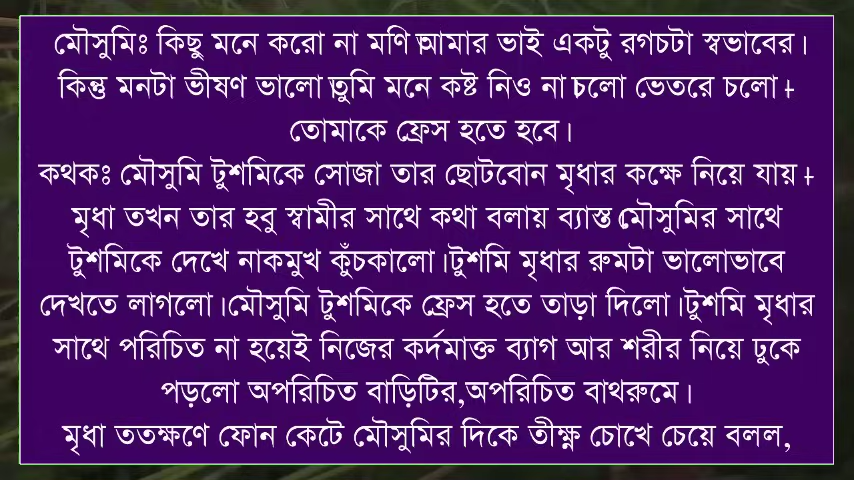 মৌসুমিঃ কিছু মনে করো না মণি।আমার ভাই একটু রগচটা স্বভাবের।
কিন্তু মনটা ভীষণ ভালো।তুমি মনে কষ্ট নিও না।চলো ভেতরে চলো।
তোমাকে ফ্রেস হতে হবে।
কথকঃ মৌসুমি টুশমিকে সোজা তার ছোটবোন মৃধার কক্ষে নিয়ে যায়।
মৃধা তখন তার হবু স্বামীর সাথে কথা বলায় ব্যাস্ত।মৌসুমির সাথে
টুশমিকে দেখে নাকমুখ কুঁচকালো।টুশমি মৃধার রুমটা ভালোভাবে
দেখতে লাগলো।মৌসুমি টুশমিকে ফ্রেস হতে তাড়া দিলো।টুশমি মৃধার
সাথে পরিচিত না হয়েই নিজের কর্দমাক্ত ব্যাগ আর শরীর নিয়ে ঢুকে
পড়লো অপরিচিত বাড়িটির,অপরিচিত বাথরুমে।
মৃধা ততক্ষণে ফোন কেটে মৌসুমির দিকে তীক্ষ্ণ চোখে চেয়ে বলল,